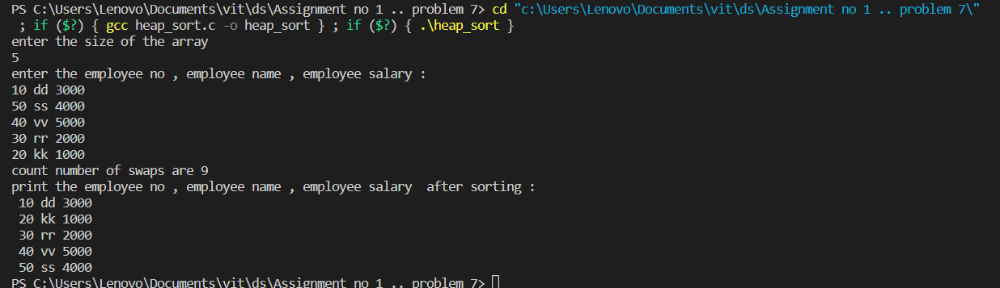 PS C:\Users\Lenovo\Documents\vit\ds\Assignment no 1 .. problem 7> cd "c:\Users\Lenovo\Documents\vit\ds\Assignment no 1 .. problem 7\"
 ; if ($?) { gcc heap_sort.c -o heap_sort } ; if ($?) { .\heap_sort }
enter the size of the array
5
enter the employee no , employee name , employee salary :
10 dd 3000
50 ss 4000
40 vv 5000
30 rr 2000
20 kk 1000
count number of swaps are 9
print the employee no , employee name , employee salary  after sorting :
 10 dd 3000
 20 kk 1000
 30 rr 2000
 40 vv 5000
 50 ss 4000
PS C:\Users\Lenovo\Documents\vit\ds\Assignment no 1 .. problem 7>